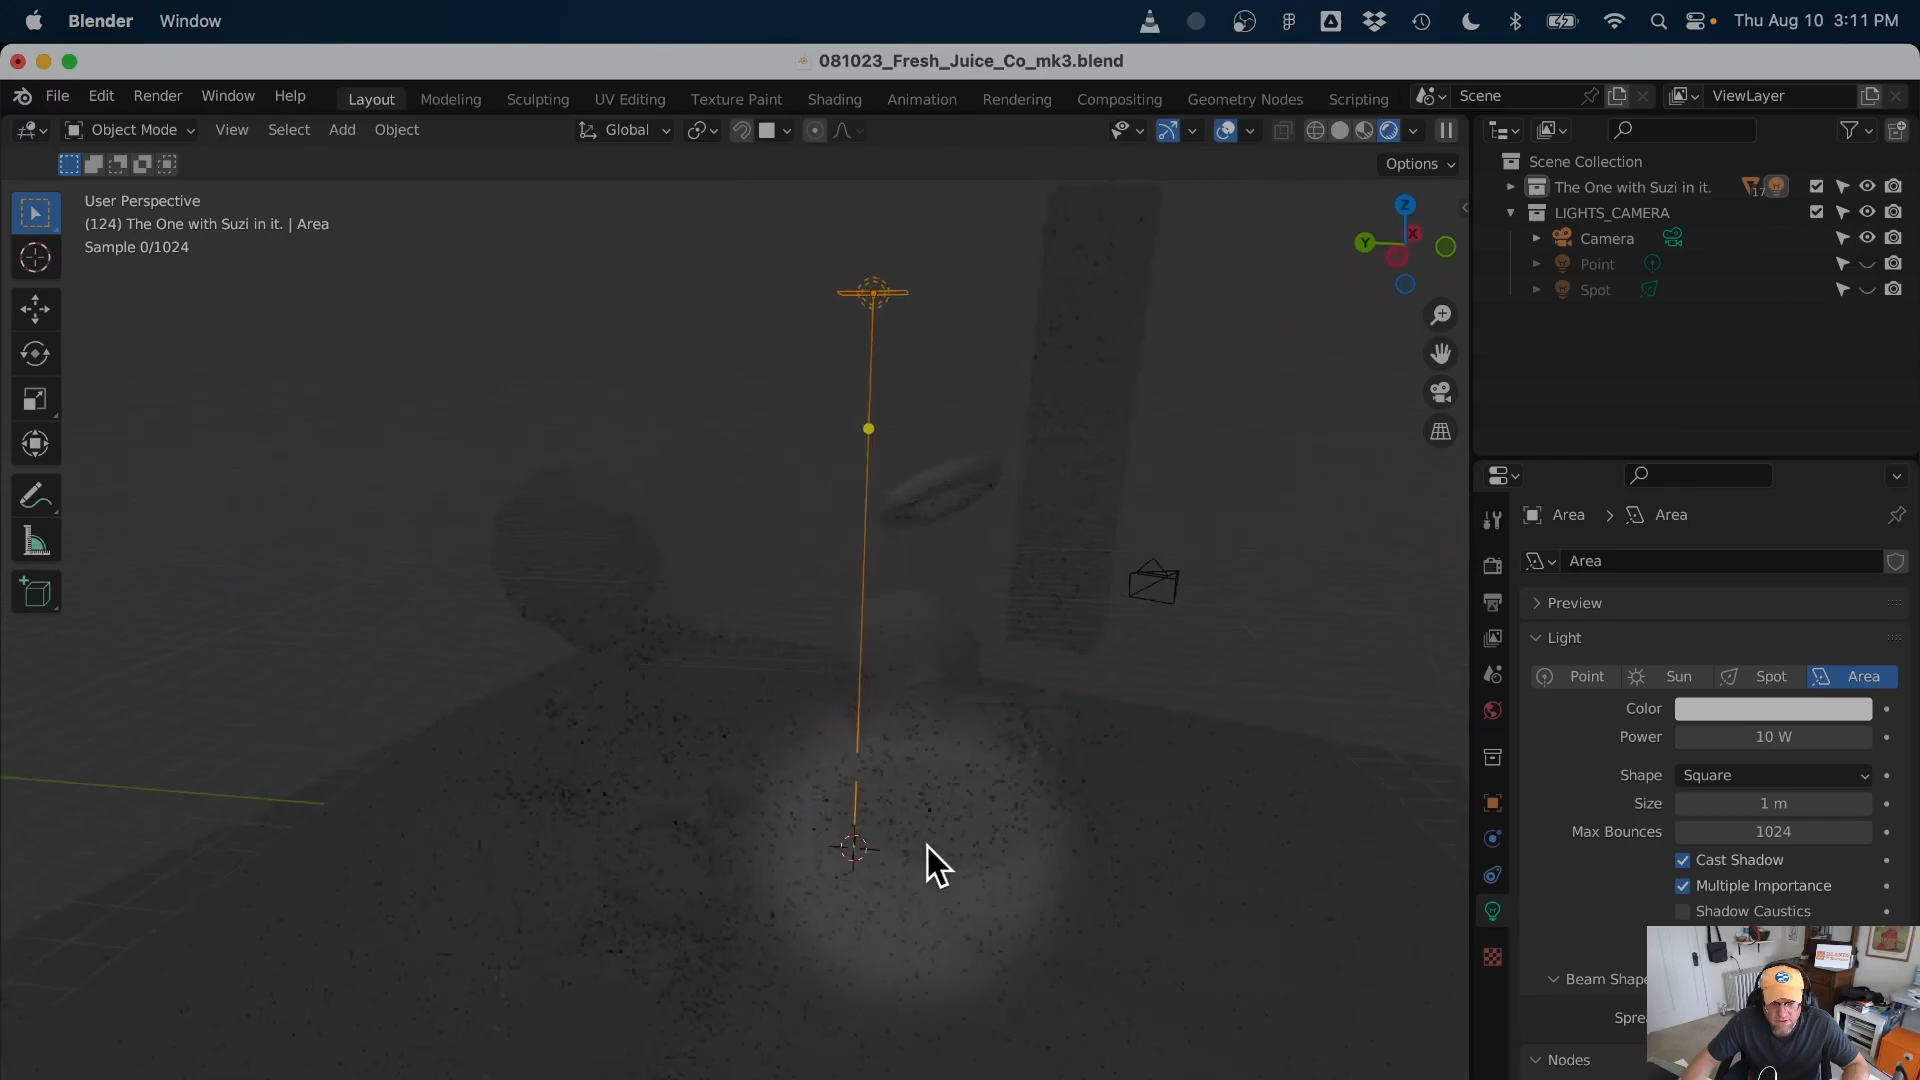 Blender Window Thu Aug 10 3:11 PM
081023_Fresh_Juice_Co_mk3.blend
File Edit Render Window Help Layout Modeling Sculpting UV Editing Texture Paint Shading Animation Rendering Compositing Geometry Nodes Scripting Scene ViewLayer
Object Mode View Select Add Object Global
Options
User Perspective
(124) The One with Suzi in it. | Area
Sample 0/1024
Z
Y
X
Scene Collection
The One with Suzi in it. 17
LIGHTS_CAMERA
Camera
Point
Spot
Area > Area
Area
Preview
Light
Point Sun Spot Area
Color
Power 10 W
Shape Square
Size 1 m
Max Bounces 1024
Cast Shadow
Multiple Importance
Shadow Caustics
Beam Shape
Sprea
Nodes